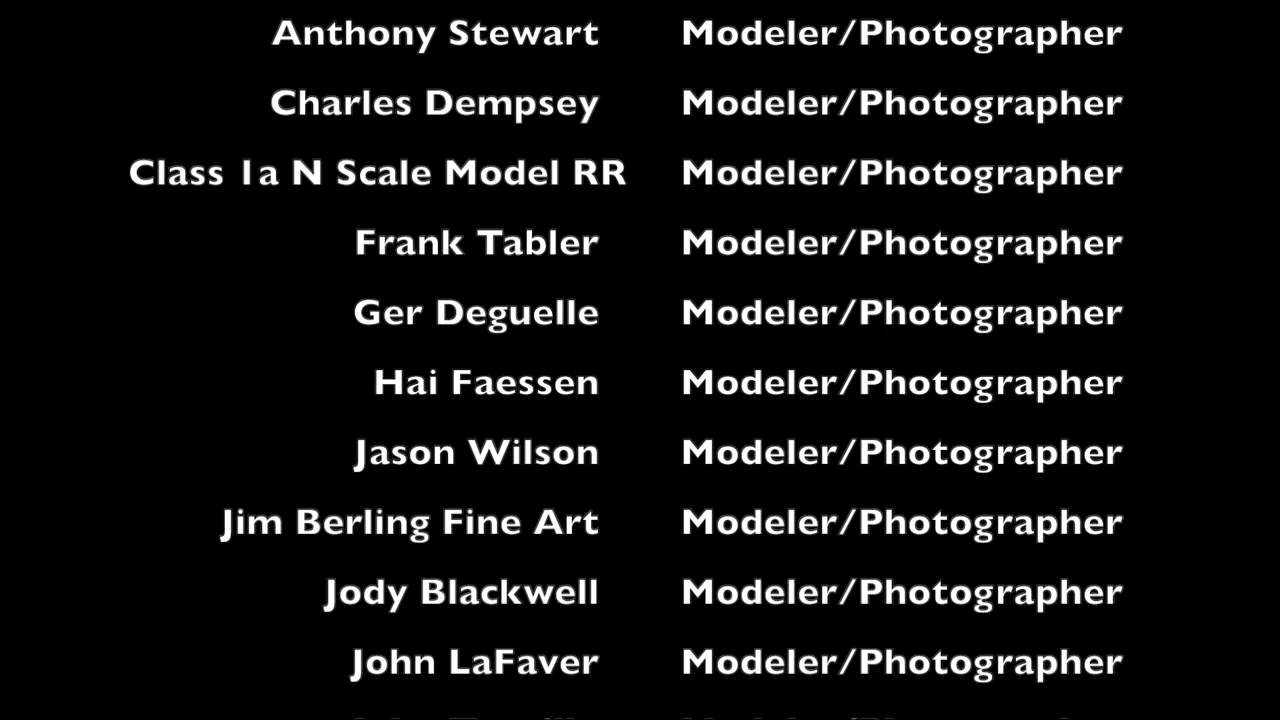 Anthony Stewart Modeler/Photographer
Charles Dempsey Modeler/Photographer
Class 1a N Scale Model RR Modeler/Photographer
Frank Tabler Modeler/Photographer
Ger Deguelle Modeler/Photographer
Hai Faessen Modeler/Photographer
Jason Wilson Modeler/Photographer
Jim Berling Fine Art Modeler/Photographer
Jody Blackwell Modeler/Photographer
John LaFaver Modeler/Photographer